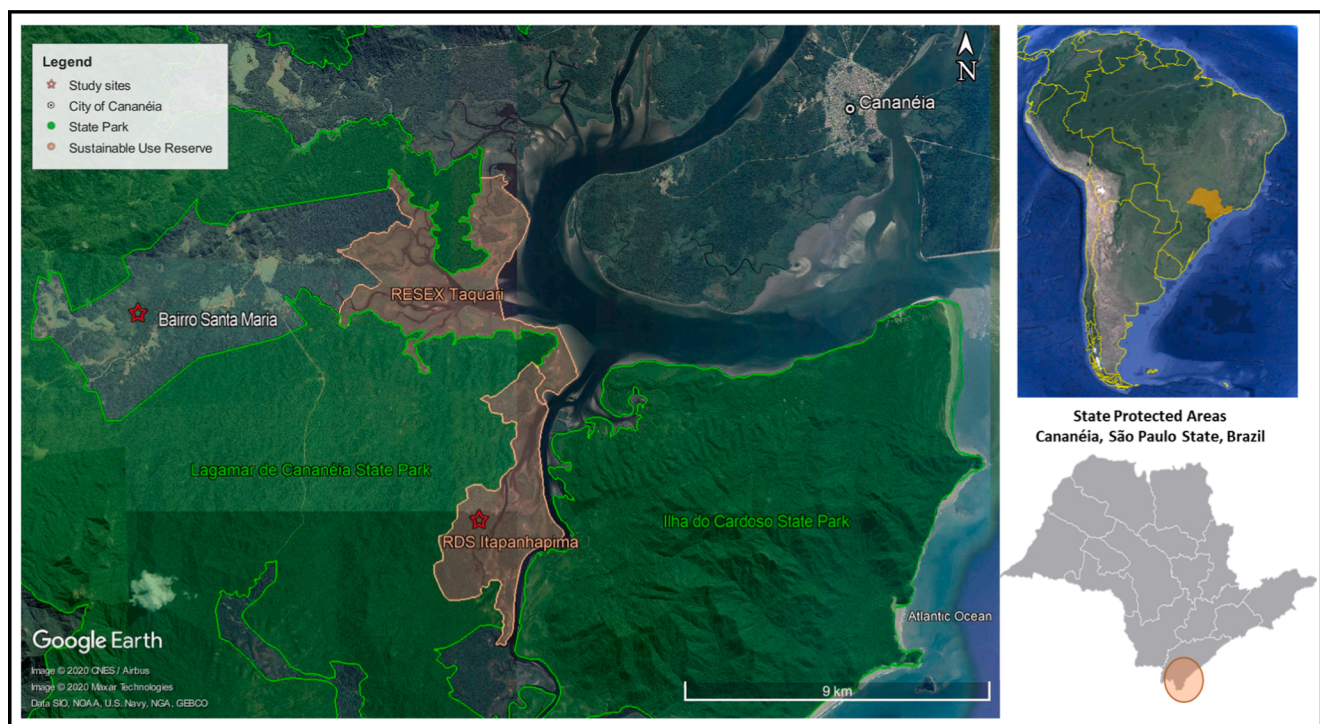 Legend
Study sites
City of Cananéia
State Park
Sustainable Use Reserve
N
Cananéia
RESEX Taquari
Bairro Santa Maria
Lagamar de Cananéia State Park
RDS Itapanhapima
Ilha do Cardoso State Park
Atlantic Ocean
Google Earth
Image © 2020 CNES / Airbus
Image © 2020 Maxar Technologies
Data SIO, NOAA, U.S. Navy, NGA, GEBCO
9 km
State Protected Areas
Cananéia, São Paulo State, Brazil